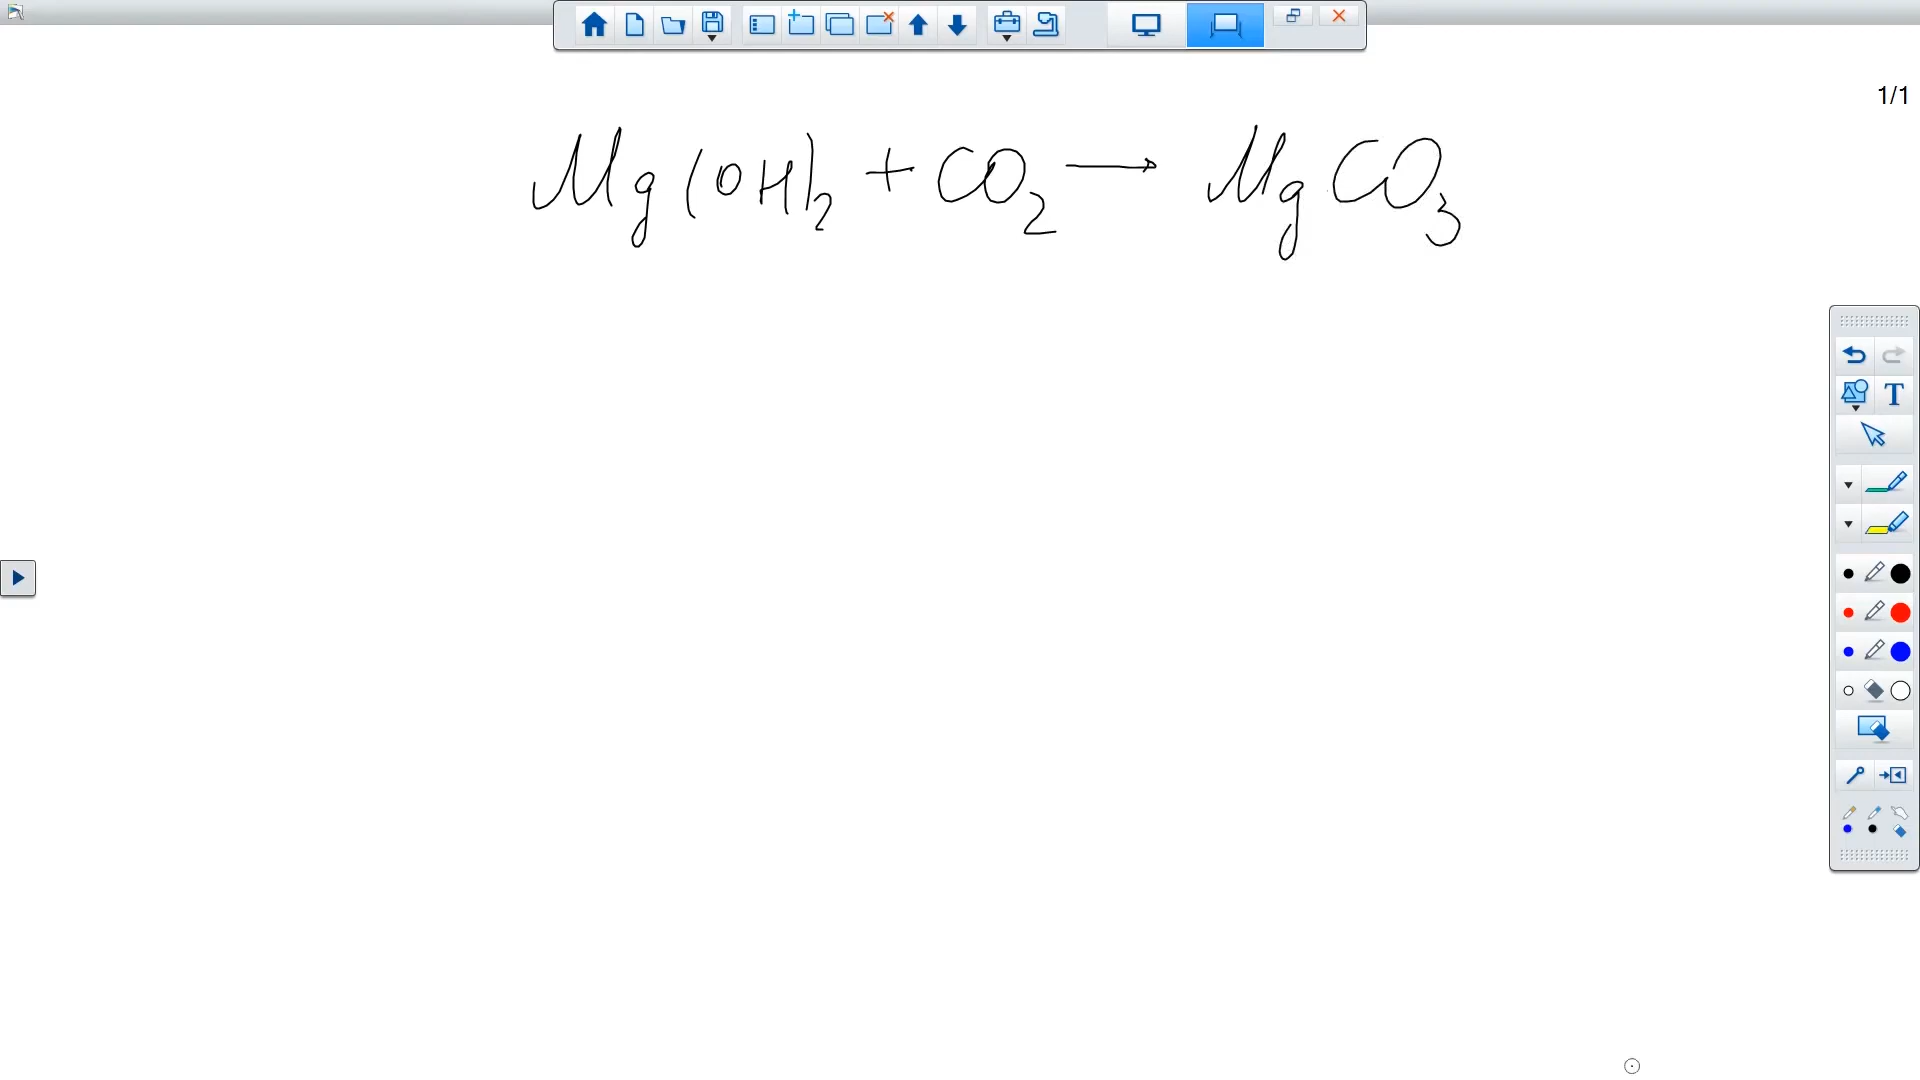 1/1
Mg(OH)₂ + CO₂ → MgCO₃
T